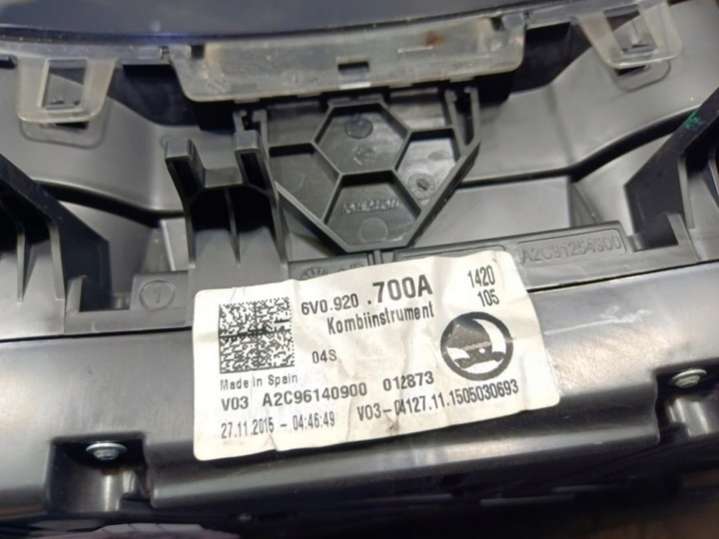 A2C91254300
6V0.920 .700A
1420
105
Kombiinstrument
04S
Made in Spain
V03 A2C96140900 012873
27.11.2015 - 04:46:49 V03-04127.11.1505030693